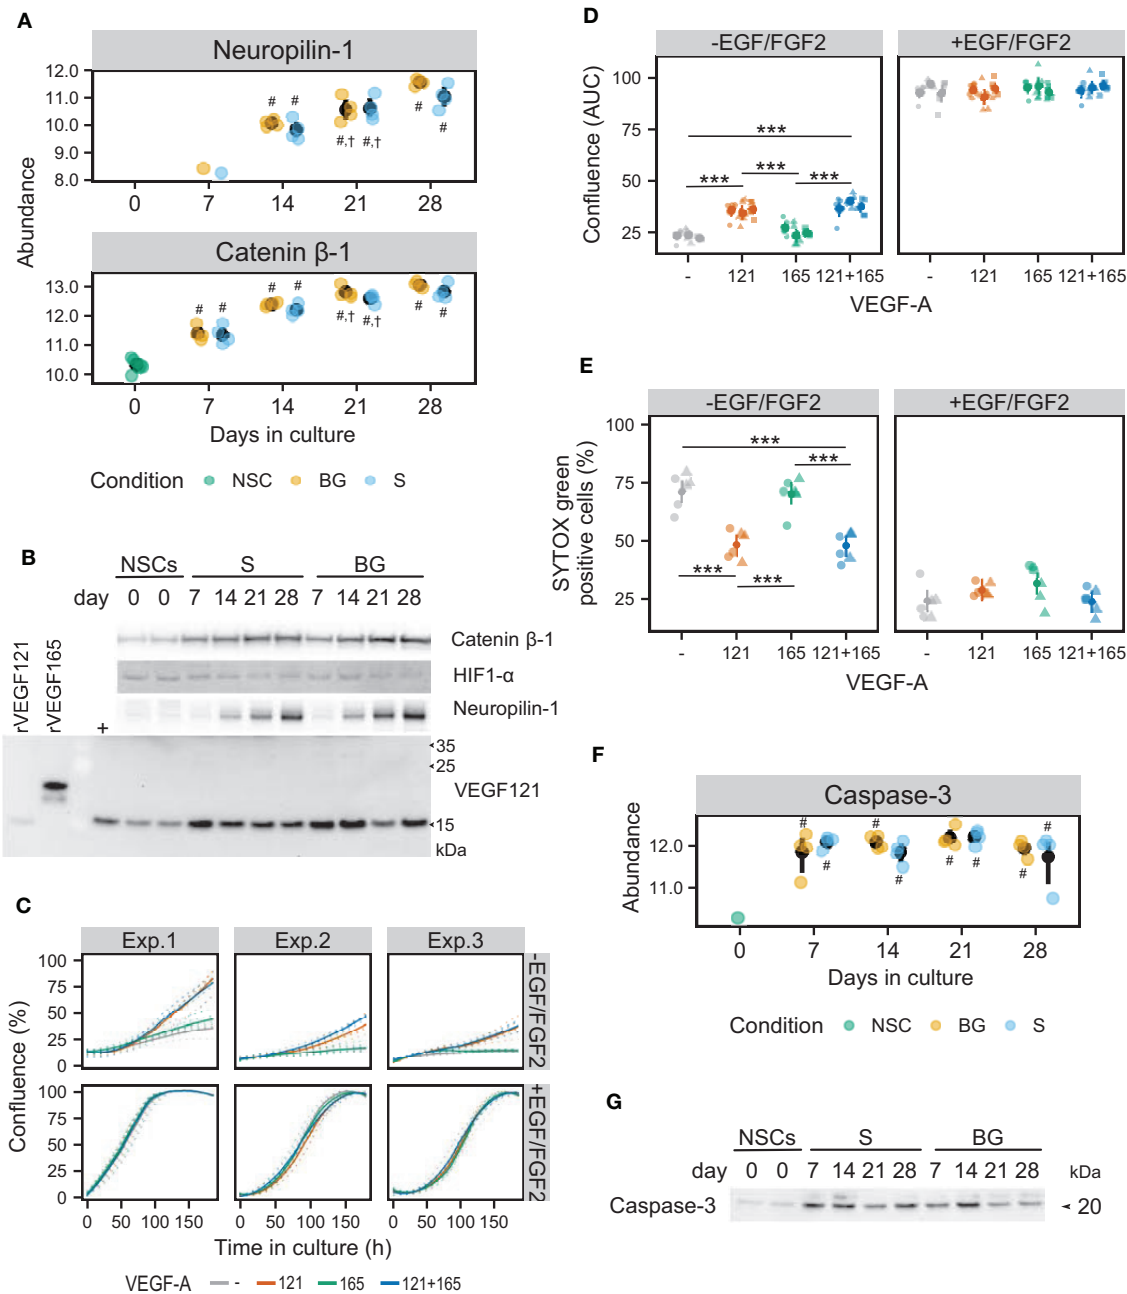 A
Neuropilin-1
12.0
11.0
10.0
9.0
8.0
# # #,† #,† # #
0 7 14 21 28
Abundance
Catenin β-1
13.0
12.0
11.0
10.0
# # # # #,† #,† # #
0 7 14 21 28
Days in culture
Condition NSC BG S
B
NSCs S BG
day 0 0 7 14 21 28 7 14 21 28
rVEGF121
rVEGF165
+
Catenin β-1
HIF1-α
Neuropilin-1
35
25
VEGF121
15
kDa
C
Exp.1 Exp.2 Exp.3
100
75
50
25
0
-EGF/FGF2
Confluence (%)
100
75
50
25
0
+EGF/FGF2
0 50 100 150 0 50 100 150 0 50 100 150
Time in culture (h)
VEGF-A - 121 165 121+165
D
-EGF/FGF2 +EGF/FGF2
Confluence (AUC)
100
75
50
25
***
***
*** ***
- 121 165 121+165 - 121 165 121+165
VEGF-A
E
-EGF/FGF2 +EGF/FGF2
SYTOX green
positive cells (%)
100
75
50
25
***
***
***
***
- 121 165 121+165 - 121 165 121+165
VEGF-A
F
Caspase-3
Abundance
12.0
11.0
# # # # # # # #
0 7 14 21 28
Days in culture
Condition NSC BG S
G
NSCs S BG
day 0 0 7 14 21 28 7 14 21 28 kDa
Caspase-3 20